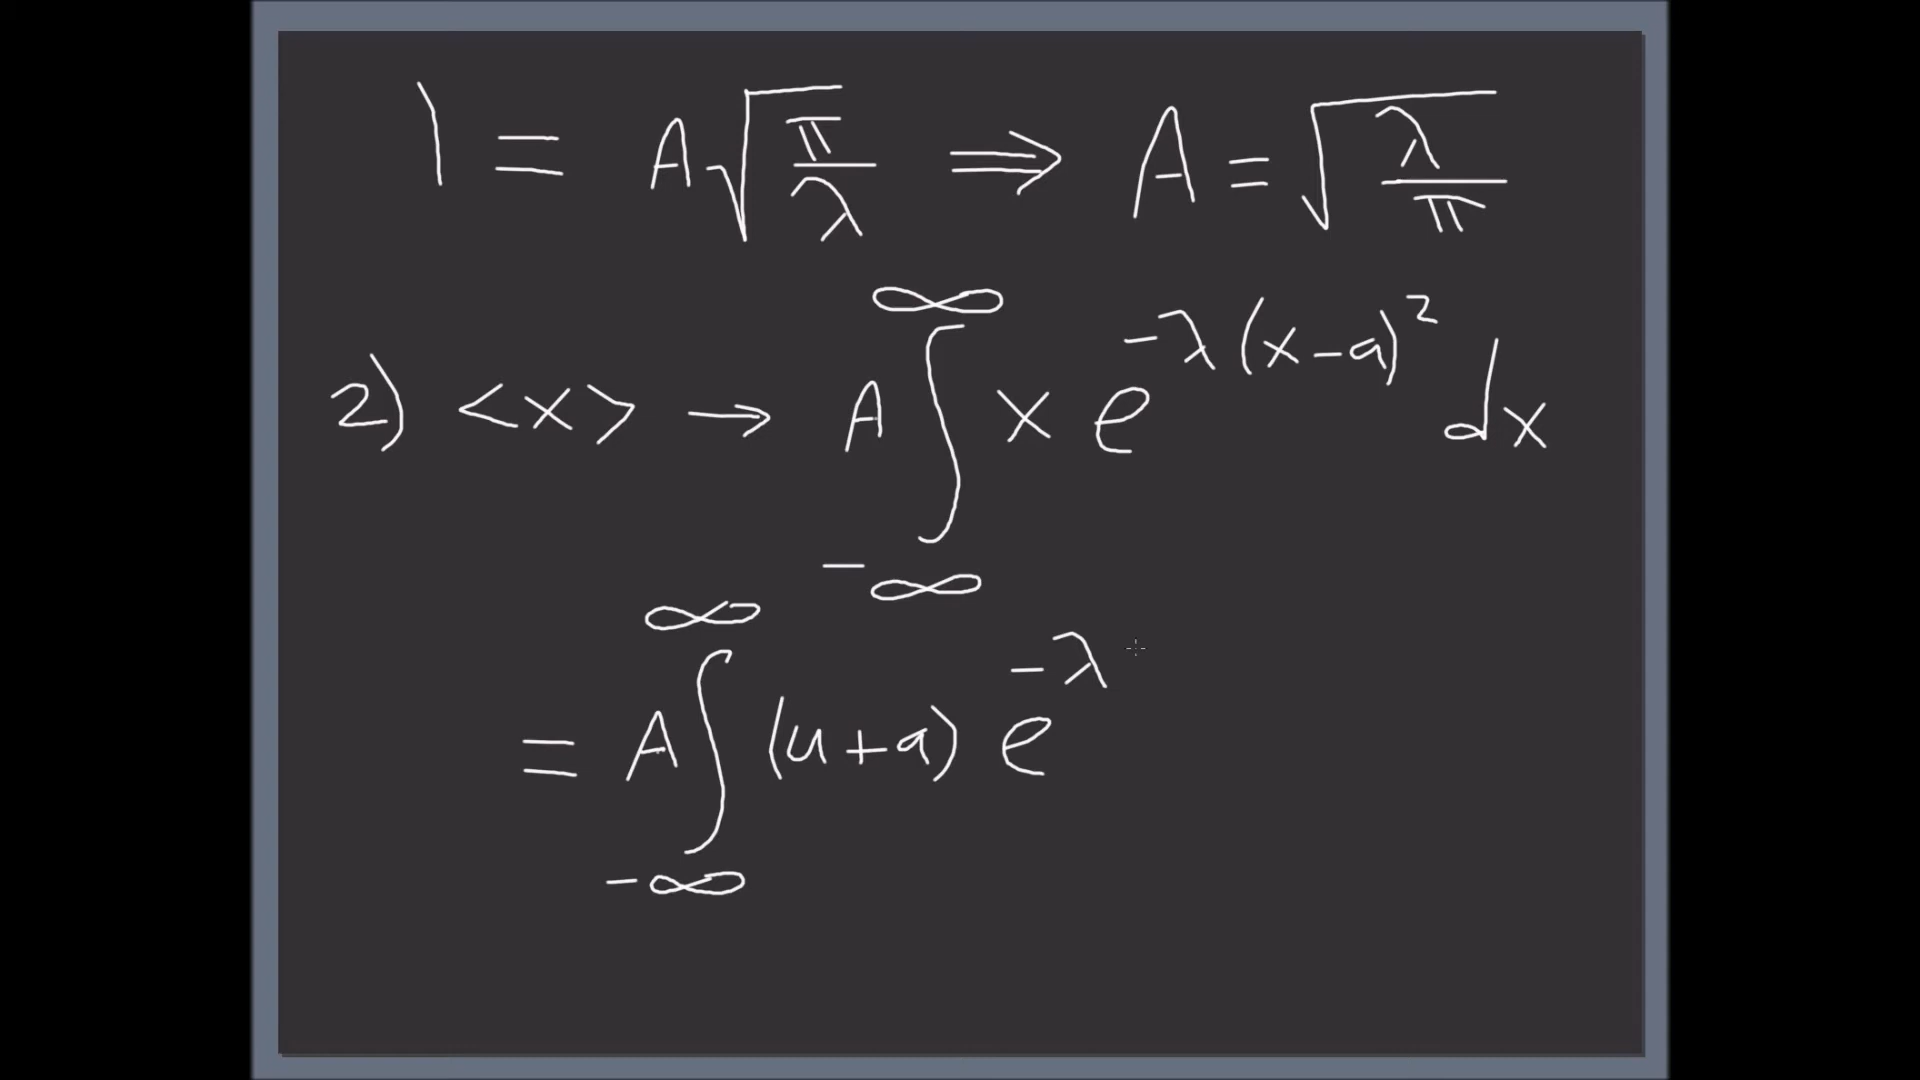 1 = A√(π/λ) ⇒ A = √(λ/π)
2) <x> → A ∫_{-∞}^{∞} x e^{-λ(x-a)^2} dx
= A ∫_{-∞}^{∞} (u+a) e^{-λ}